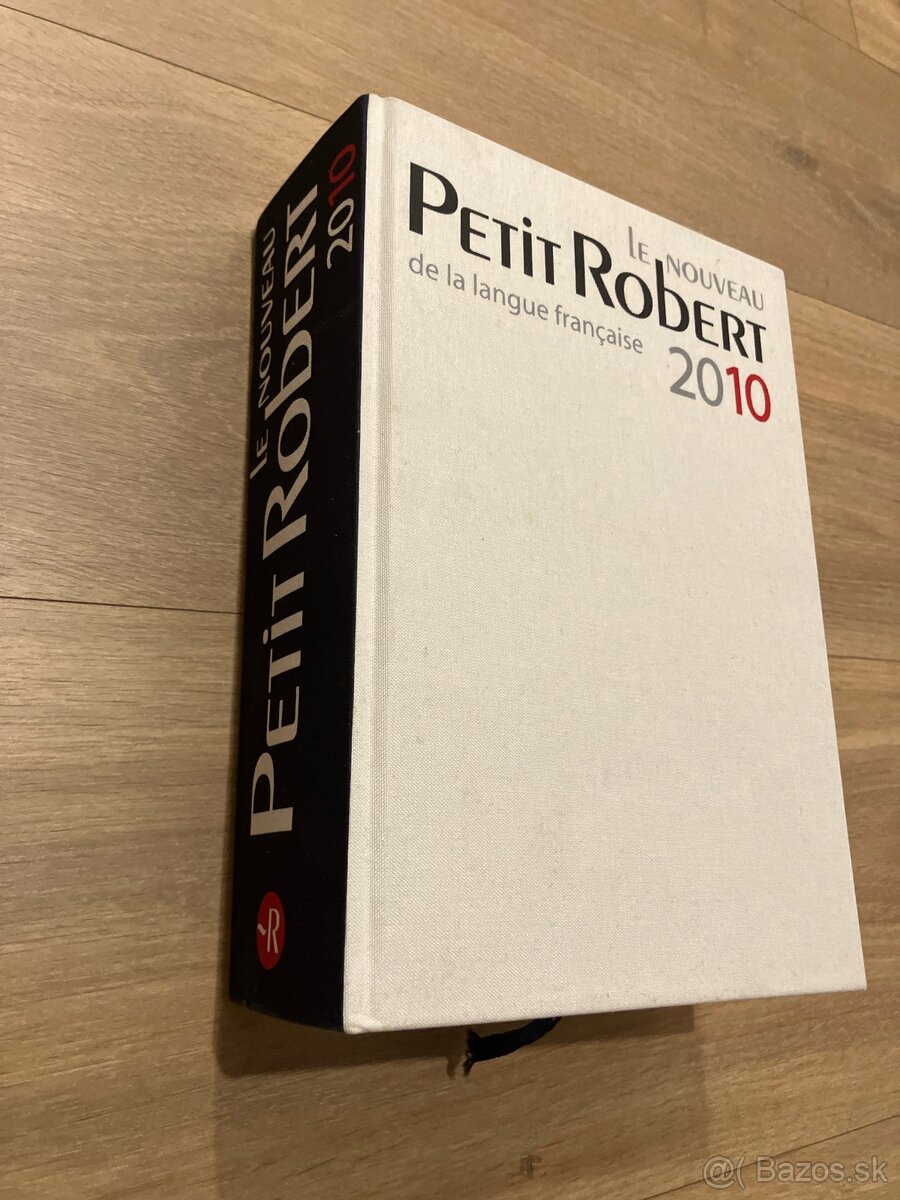 LE NOUVEAU
PETiT ROBERT
de la langue française
2010
LE NOUVEAU
PETiT ROBERT
2010
R
@( Bazos.sk